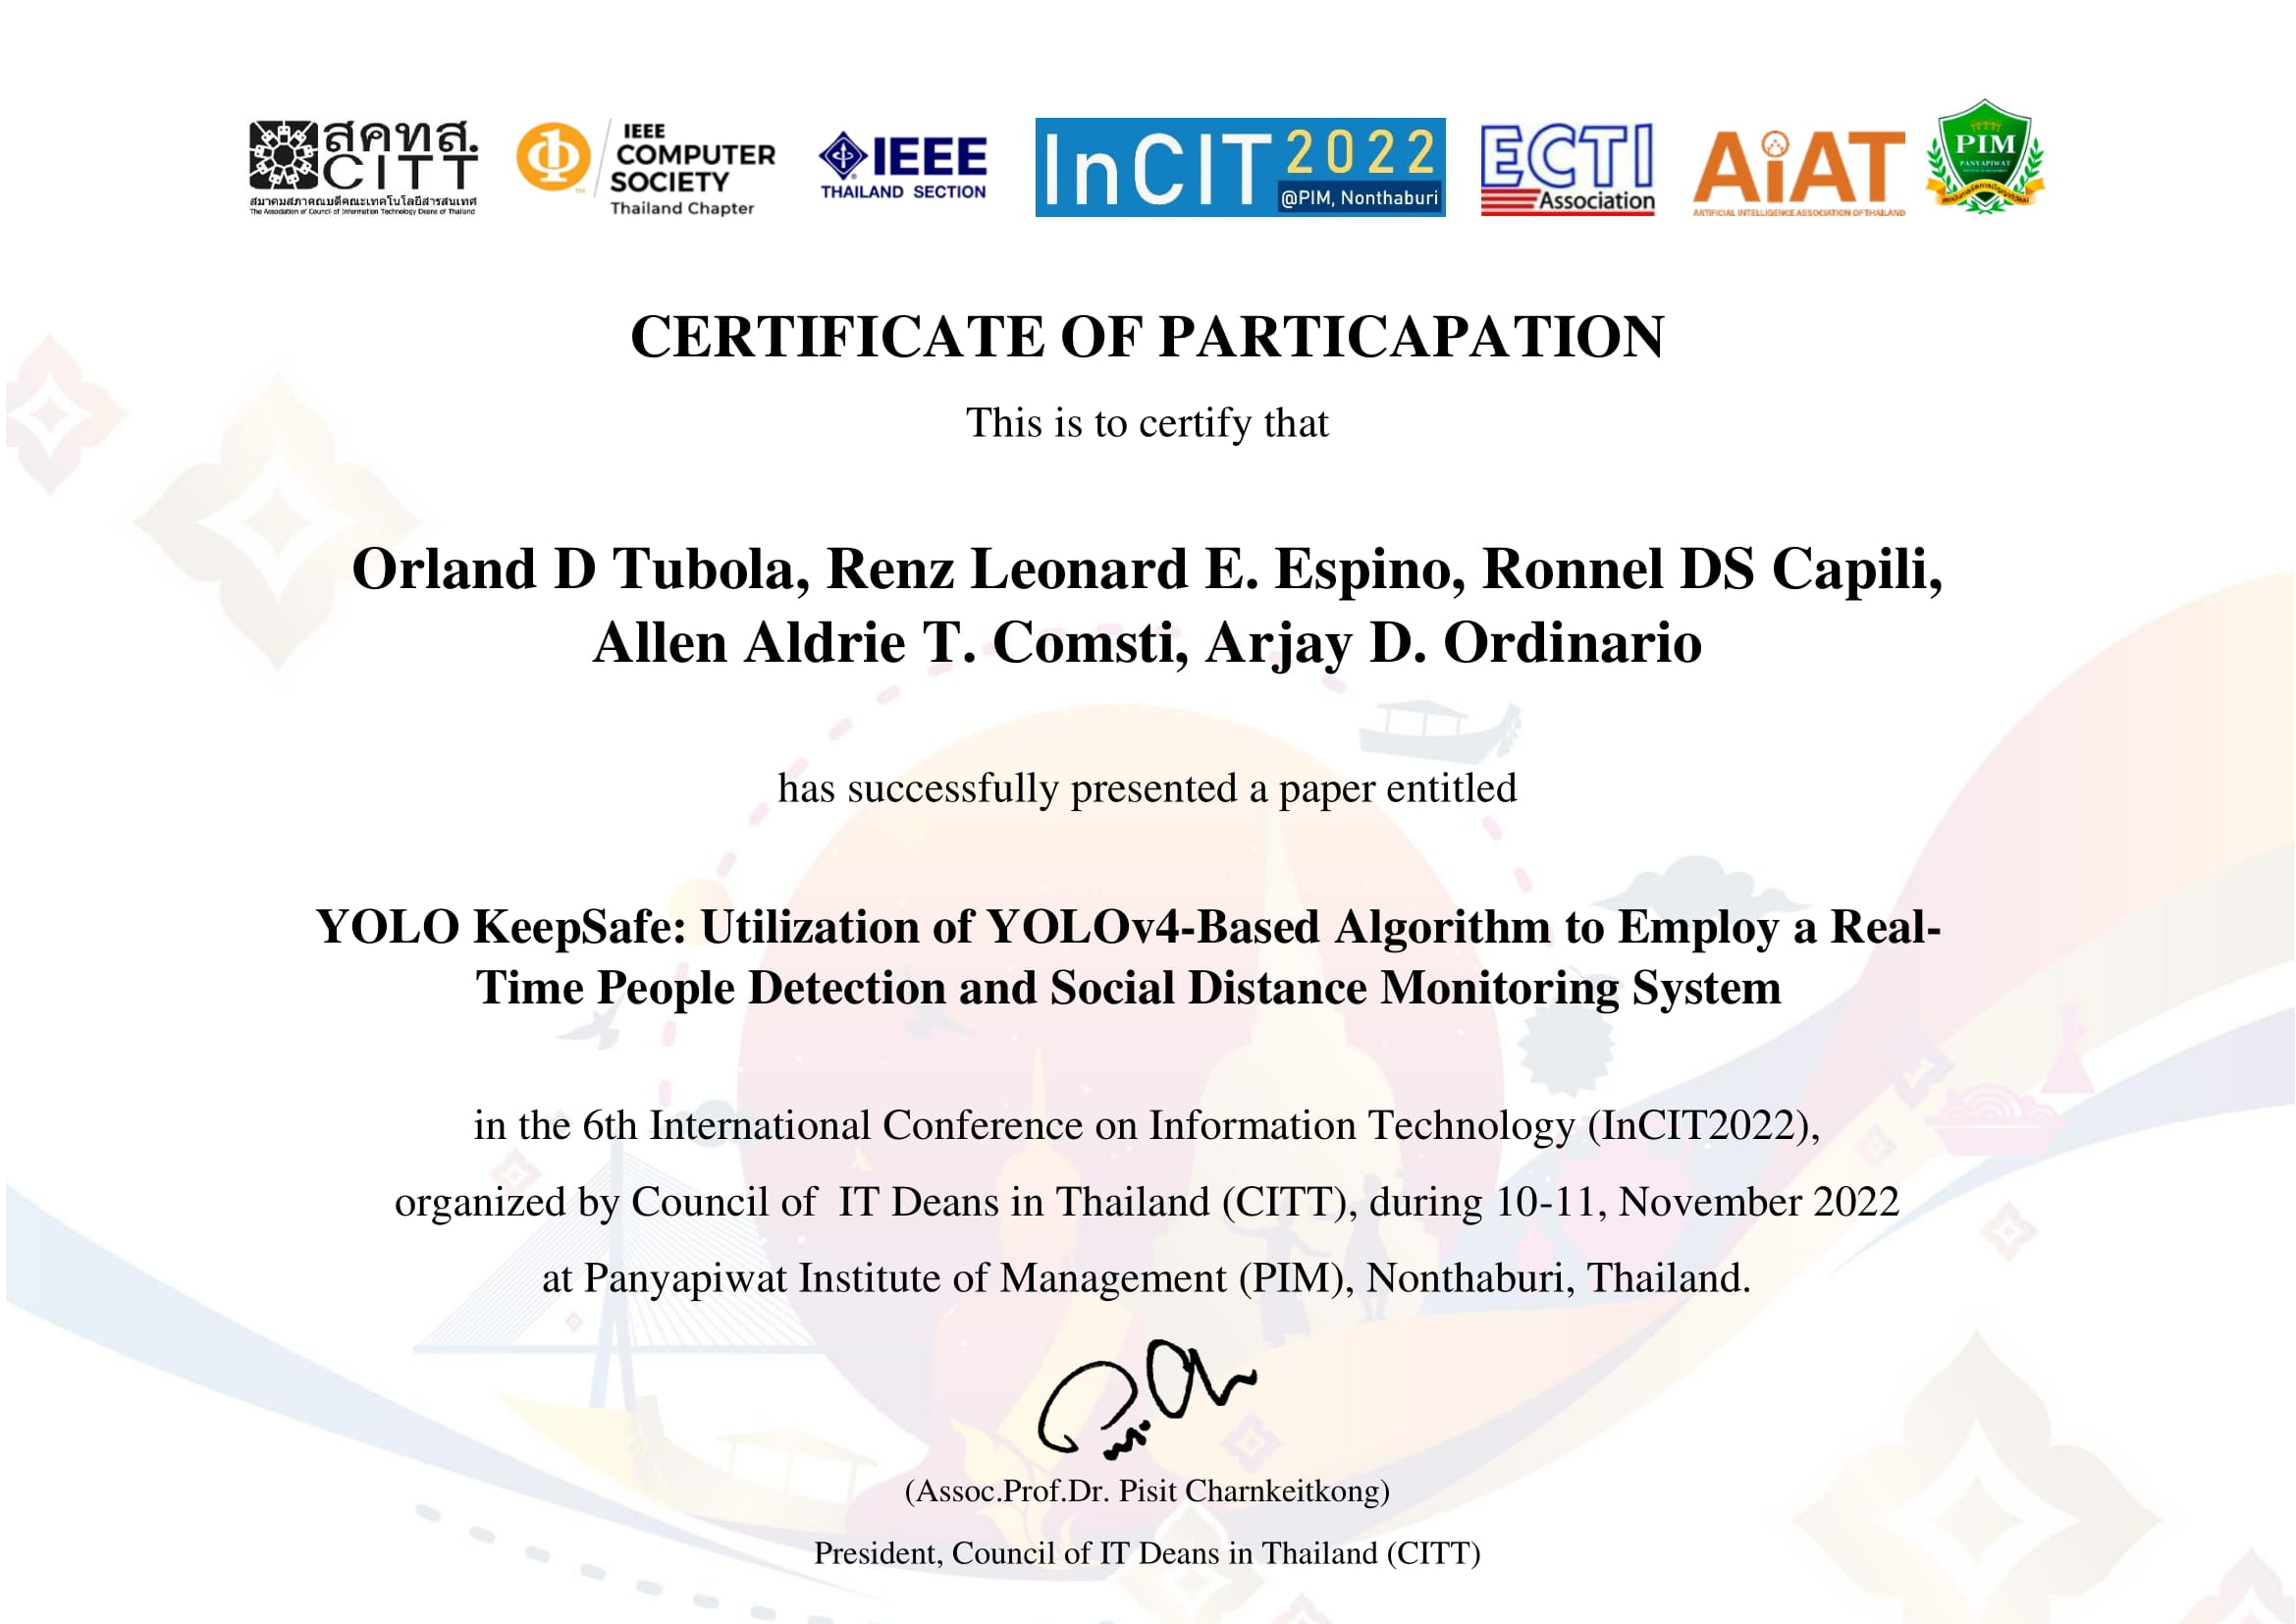 สคทส.
CITT
สมาคมสภาคณบดีคณะเทคโนโลยีสารสนเทศ
The Association of Council of Information Technology Deans of Thailand
IEEE
COMPUTER
SOCIETY
Thailand Chapter
IEEE
THAILAND SECTION
InCIT 2022
@PIM, Nonthaburi
ECTI
Association
AiAT
ARTIFICIAL INTELLIGENCE ASSOCIATION OF THAILAND
PIM
PANYAPIWAT
CERTIFICATE OF PARTICAPATION
This is to certify that
Orland D Tubola, Renz Leonard E. Espino, Ronnel DS Capili,
Allen Aldrie T. Comsti, Arjay D. Ordinario
has successfully presented a paper entitled
YOLO KeepSafe: Utilization of YOLOv4-Based Algorithm to Employ a Real-
Time People Detection and Social Distance Monitoring System
in the 6th International Conference on Information Technology (InCIT2022),
organized by Council of  IT Deans in Thailand (CITT), during 10-11, November 2022
at Panyapiwat Institute of Management (PIM), Nonthaburi, Thailand.
(Assoc.Prof.Dr. Pisit Charnkeitkong)
President, Council of IT Deans in Thailand (CITT)